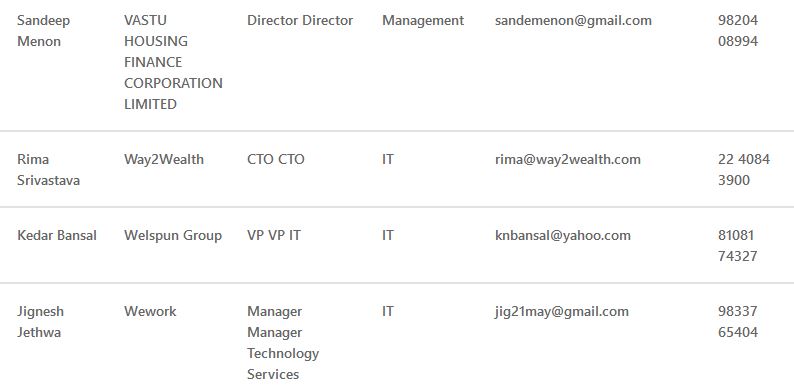 Sandeep Menon VASTU HOUSING FINANCE CORPORATION LIMITED Director Director Management sandemenon@gmail.com 98204 08994
Rima Srivastava Way2Wealth CTO CTO IT rima@way2wealth.com 22 4084 3900
Kedar Bansal Welspun Group VP VP IT IT knbansal@yahoo.com 81081 74327
Jignesh Jethwa Wework Manager Manager Technology Services IT jig21may@gmail.com 98337 65404